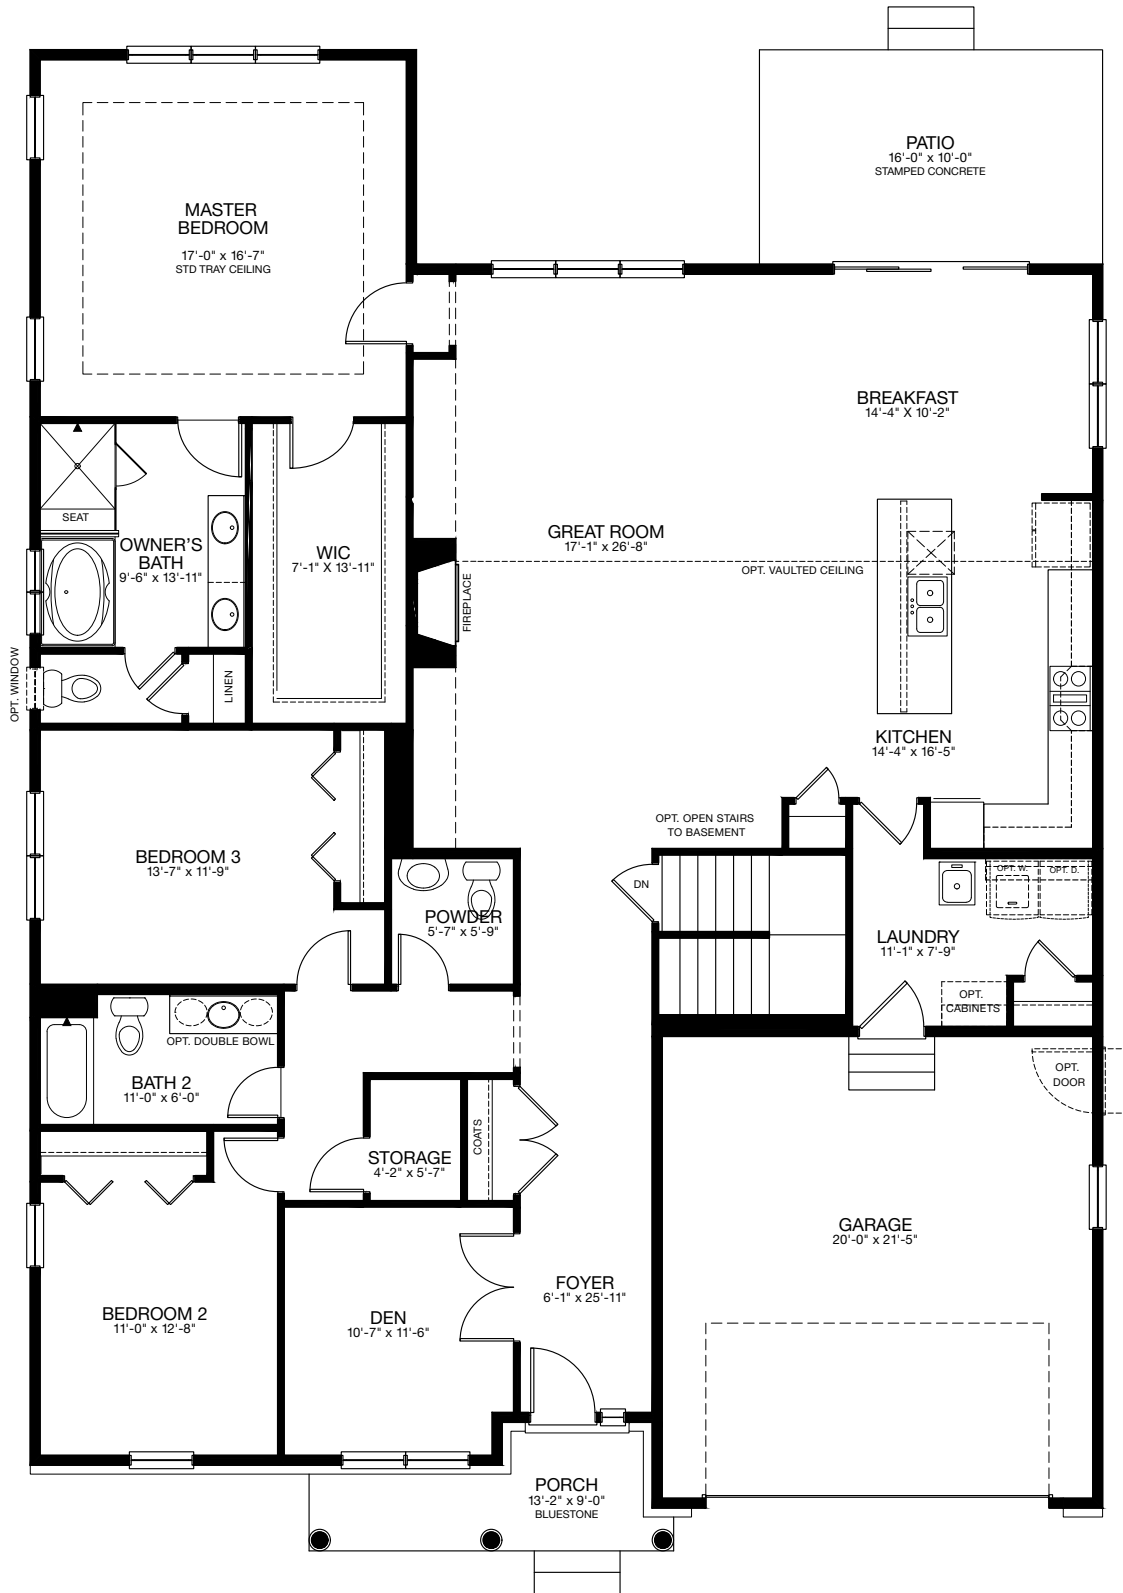 PATIO
16'-0" x 10'-0"
STAMPED CONCRETE
MASTER
BEDROOM
17'-0" x 16'-7"
STD TRAY CEILING
BREAKFAST
14'-4" X 10'-2"
SEAT
OWNER'S
BATH
9'-6" x 13'-11"
WIC
7'-1" X 13'-11"
GREAT ROOM
17'-1" x 26'-8"
OPT. VAULTED CEILING
FIREPLACE
OPT. WINDOW
LINEN
KITCHEN
14'-4" x 16'-5"
OPT. OPEN STAIRS
TO BASEMENT
BEDROOM 3
13'-7" x 11'-9"
POWDER
5'-7" x 5'-9"
DN
OPT. W.
OPT. D.
LAUNDRY
11'-1" x 7'-9"
OPT.
CABINETS
OPT. DOUBLE BOWL
BATH 2
11'-0" x 6'-0"
OPT.
DOOR
STORAGE
4'-2" x 5'-7"
COATS
GARAGE
20'-0" x 21'-5"
FOYER
6'-1" x 25'-11"
BEDROOM 2
11'-0" x 12'-8"
DEN
10'-7" x 11'-6"
PORCH
13'-2" x 9'-0"
BLUESTONE